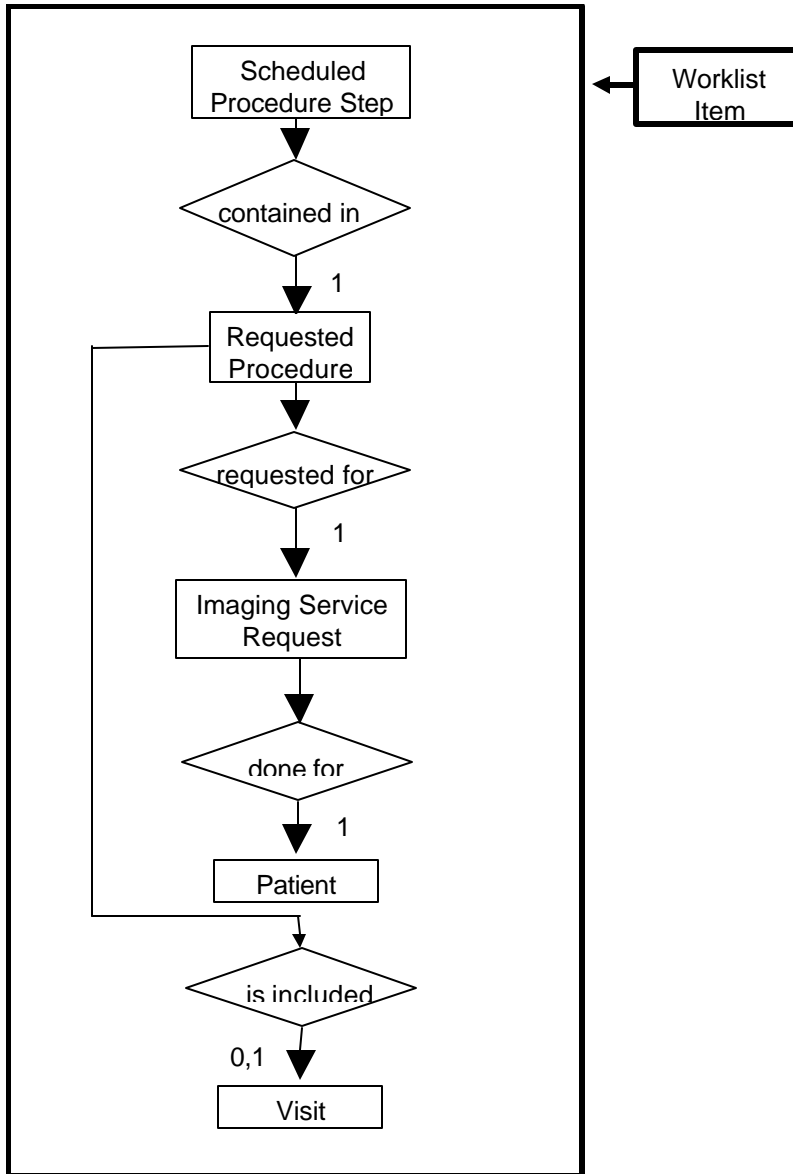 Scheduled
Procedure Step
Worklist
Item
contained in
1
Requested
Procedure
requested for
1
Imaging Service
Request
done for
1
Patient
is included
0,1
Visit